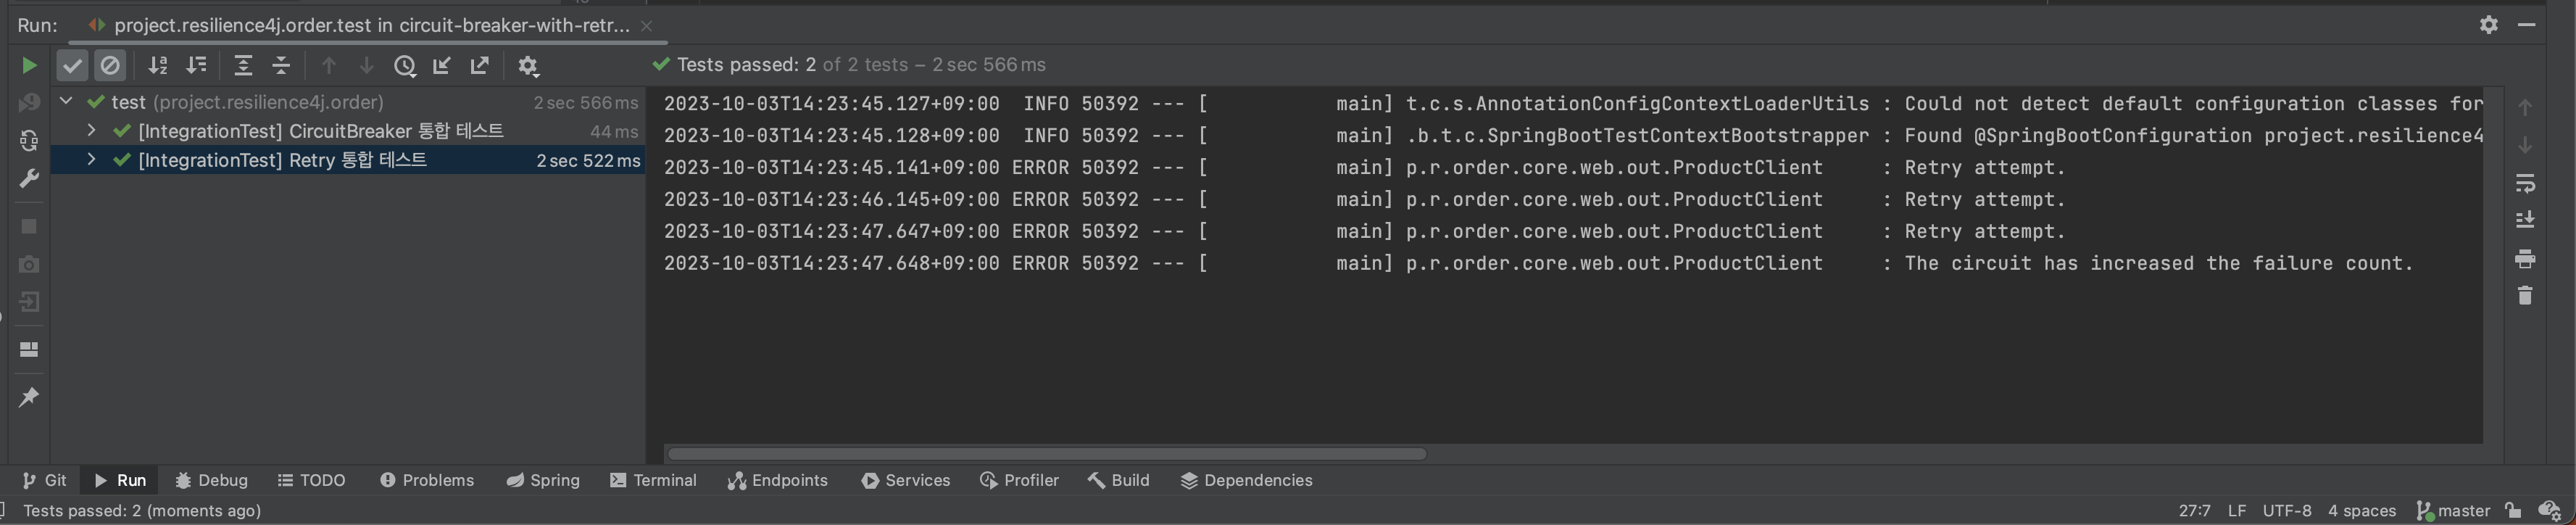 Run: project.resilience4j.order.test in circuit-breaker-with-retr...
Tests passed: 2 of 2 tests – 2 sec 566 ms
test (project.resilience4j.order) 2 sec 566 ms
[IntegrationTest] CircuitBreaker 통합 테스트 44 ms
[IntegrationTest] Retry 통합 테스트 2 sec 522 ms
2023-10-03T14:23:45.127+09:00  INFO 50392 --- [           main] t.c.s.AnnotationConfigContextLoaderUtils : Could not detect default configuration classes for
2023-10-03T14:23:45.128+09:00  INFO 50392 --- [           main] .b.t.c.SpringBootTestContextBootstrapper : Found @SpringBootConfiguration project.resilience4
2023-10-03T14:23:45.141+09:00 ERROR 50392 --- [           main] p.r.order.core.web.out.ProductClient     : Retry attempt.
2023-10-03T14:23:46.145+09:00 ERROR 50392 --- [           main] p.r.order.core.web.out.ProductClient     : Retry attempt.
2023-10-03T14:23:47.647+09:00 ERROR 50392 --- [           main] p.r.order.core.web.out.ProductClient     : Retry attempt.
2023-10-03T14:23:47.648+09:00 ERROR 50392 --- [           main] p.r.order.core.web.out.ProductClient     : The circuit has increased the failure count.
Git Run Debug TODO Problems Spring Terminal Endpoints Services Profiler Build Dependencies
Tests passed: 2 (moments ago) 27:7 LF UTF-8 4 spaces master